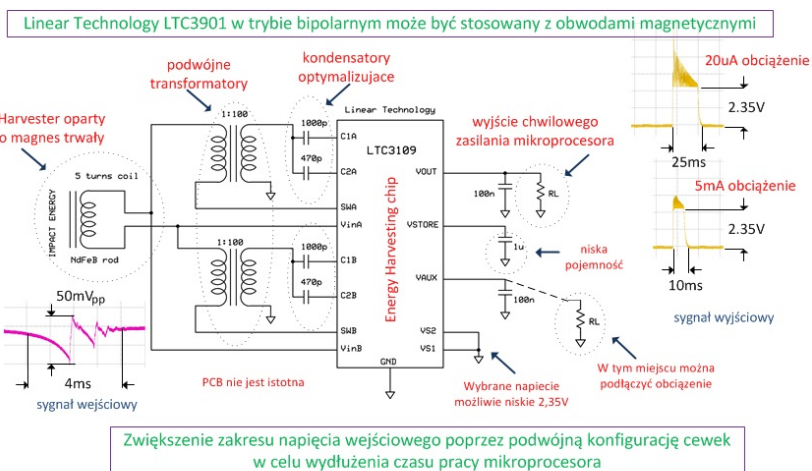 Linear Technology LTC3901 w trybie bipolarnym może być stosowany z obwodami magnetycznymi
podwójne
transformatory
kondensatory
optymalizujace
20uA obciążenie
2.35V
25ms
Harvester oparty
o magnes trwały
1:100
1000p
470p
Linear Technology
LTC3109
Energy Harvesting chip
C1A
C2A
SWA
VinA
C1B
C2B
SWB
VinB
GND
VOUT
VSTORE
VAUX
VS2
VS1
wyjście chwilowego
zasilania mikroprocesora
100n
RL
5mA obciążenie
2.35V
10ms
sygnał wyjściowy
5 turns coil
IMPACT ENERGY
NdFeB rod
1:100
1000p
470p
1u
niska
pojemność
100n
RL
50mVpp
4ms
sygnał wejściowy
PCB nie jest istotna
Wybrane napiecie
możliwie niskie 2,35V
W tym miejscu można
podłączyć obciązenie
Zwiększenie zakresu napięcia wejściowego poprzez podwójną konfigurację cewek
w celu wydłużenia czasu pracy mikroprocesora